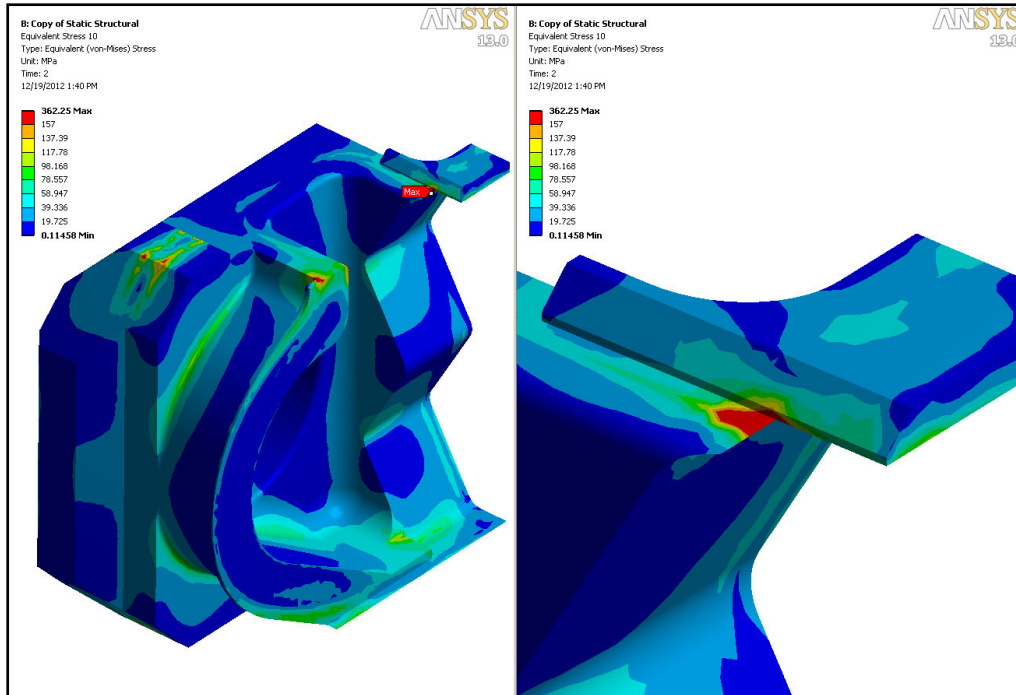 B: Copy of Static Structural
Equivalent Stress 10
Type: Equivalent (von-Mises) Stress
Unit: MPa
Time: 2
12/19/2012 1:40 PM
ANSYS
13.0
362.25 Max
157
137.39
117.78
98.168
78.557
58.947
39.336
19.725
0.11458 Min
Max
B: Copy of Static Structural
Equivalent Stress 10
Type: Equivalent (von-Mises) Stress
Unit: MPa
Time: 2
12/19/2012 1:40 PM
ANSYS
13.0
362.25 Max
157
137.39
117.78
98.168
78.557
58.947
39.336
19.725
0.11458 Min